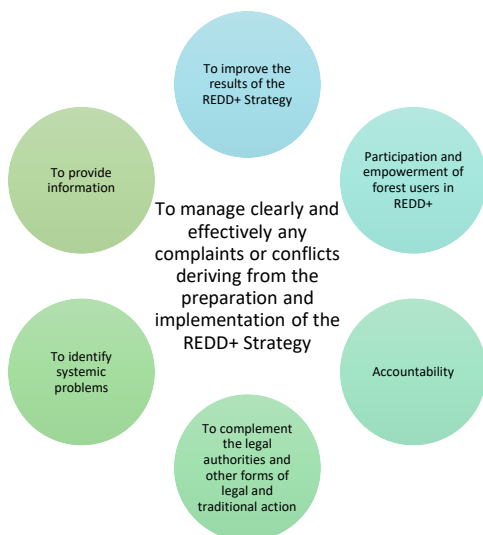 To improve the
results of the
REDD+ Strategy
Participation and
empowerment of
forest users in
REDD+
Accountability
To complement
the legal
authorities and
other forms of
legal and
traditional action
To identify
systemic
problems
To provide
information
To manage clearly and
effectively any
complaints or conflicts
deriving from the
preparation and
implementation of the
REDD+ Strategy